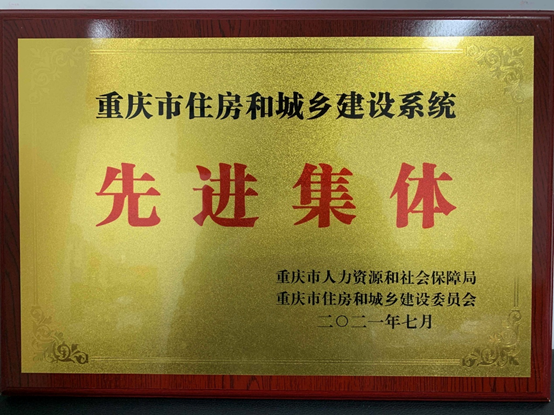 重庆市住房和城乡建设系统
先进集体
重庆市人力资源和社会保障局
重庆市住房和城乡建设委员会
二〇二一年七月